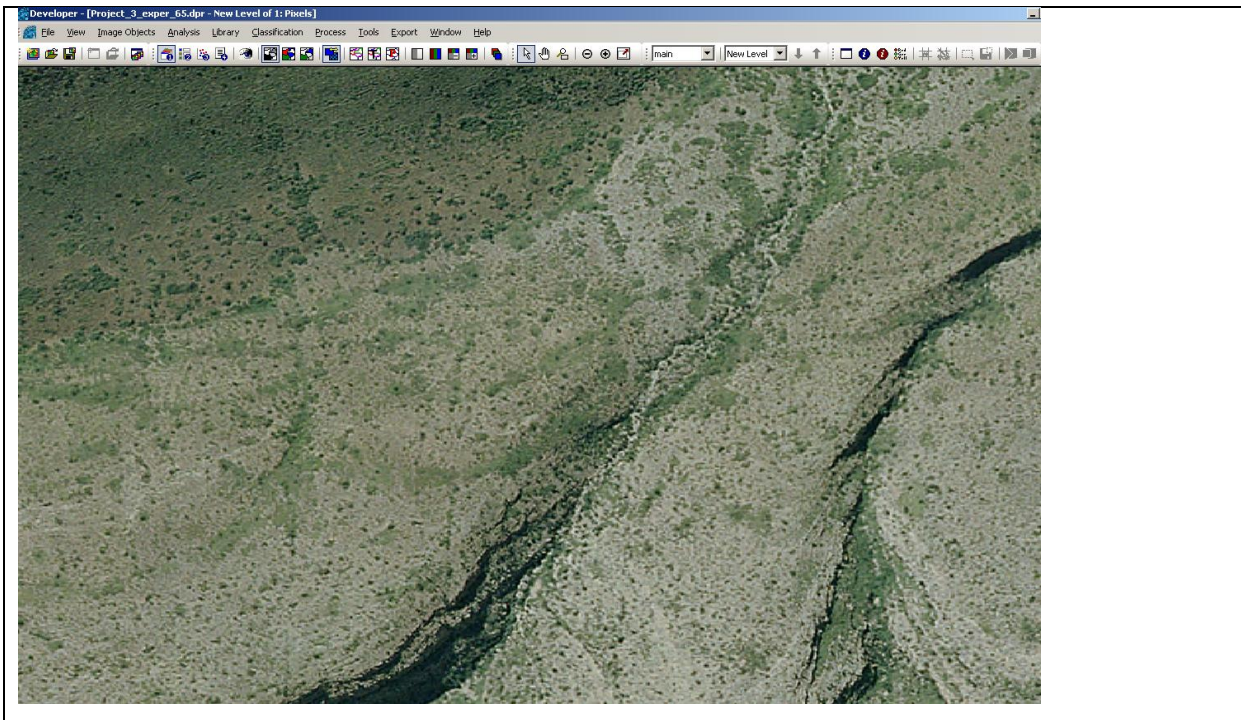 Developer - [Project_3_exper_65.dpr - New Level of 1: Pixels]
File View Image Objects Analysis Library Classification Process Tools Export Window Help
main New Level